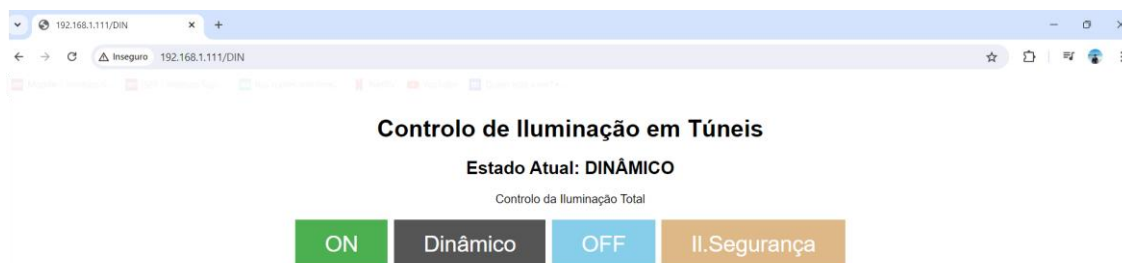 192.168.1.111/DIN
Inseguro 192.168.1.111/DIN
Controlo de Iluminação em Túneis
Estado Atual: DINÂMICO
Controlo da Iluminação Total
ON Dinâmico OFF Il.Segurança